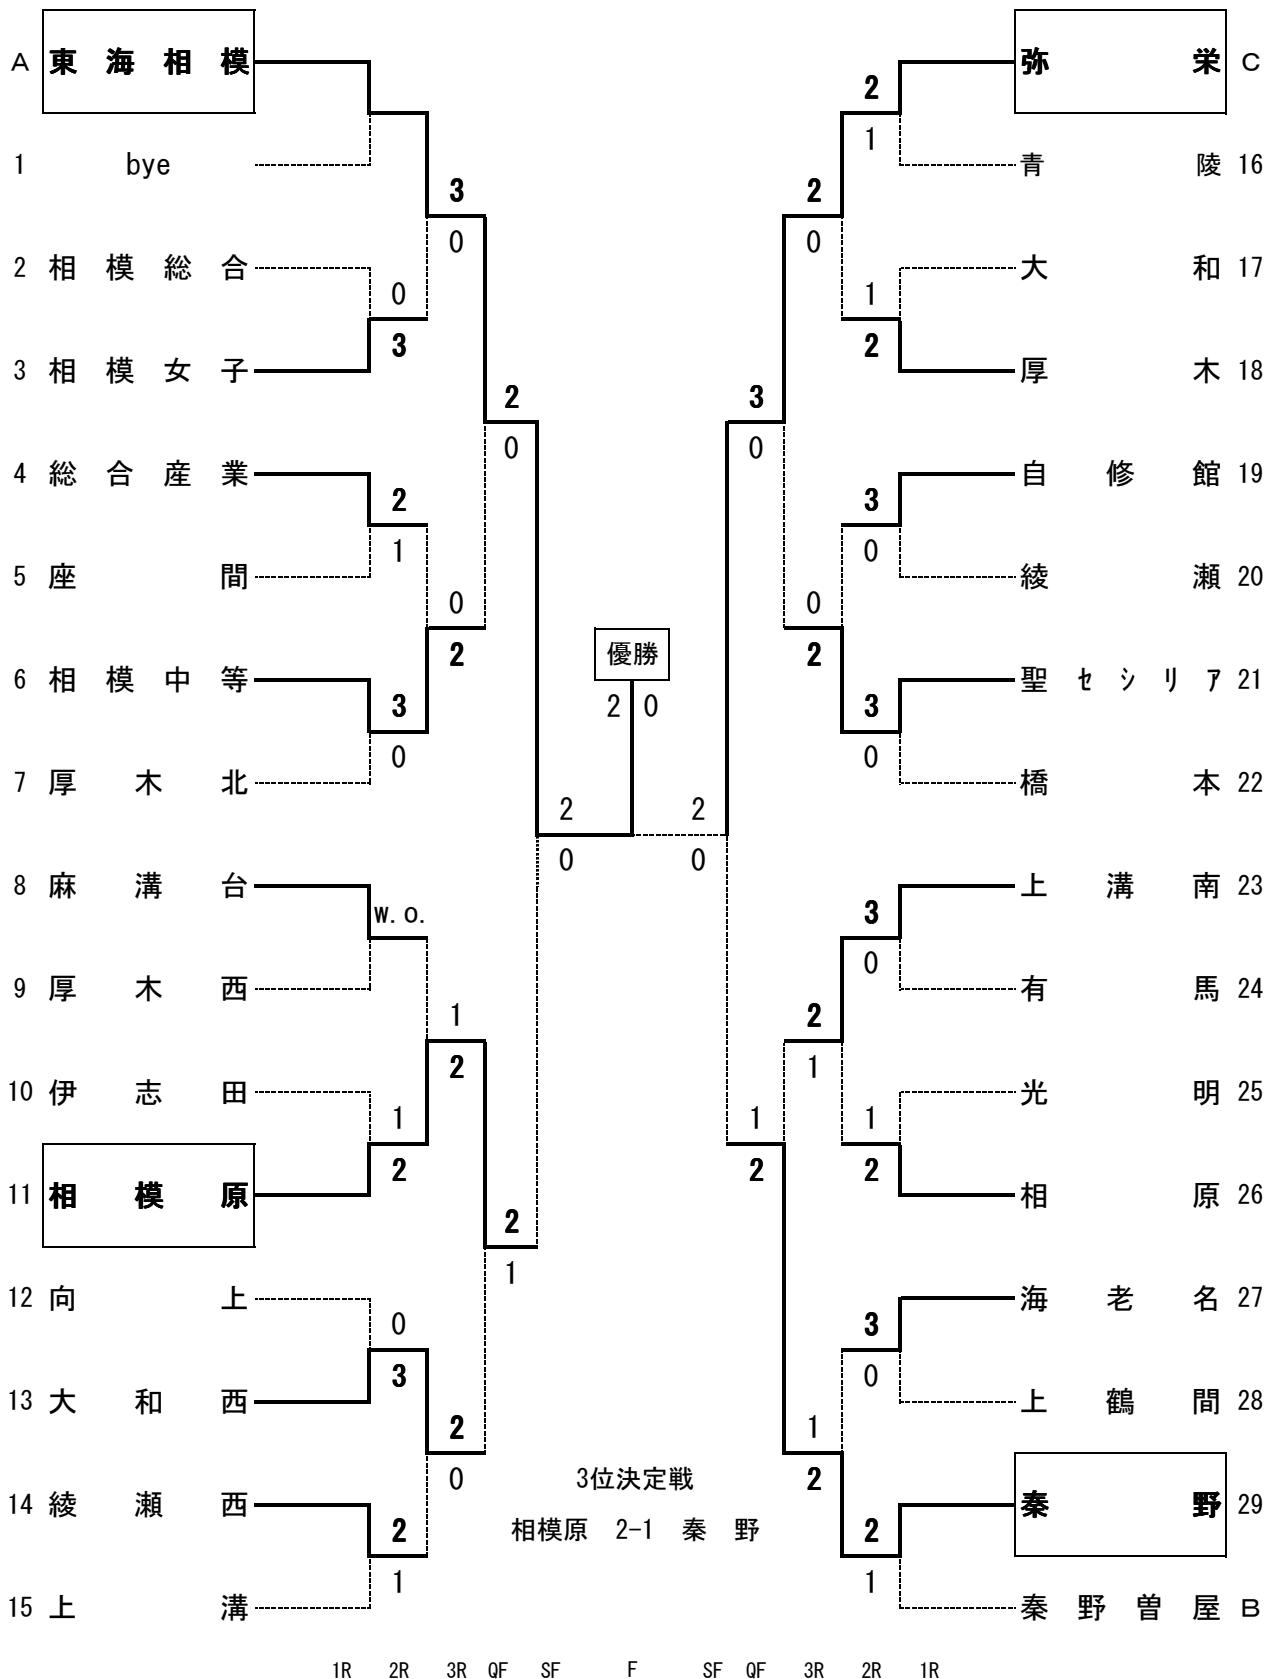 A 東海相模
1 bye
2 相模総合
3 相模女子
4 総合産業
5 座間
6 相模中等
7 厚木北
8 麻溝台
9 厚木西
10 伊志田
11 相模原
12 向上
13 大和西
14 綾瀬西
15 上溝
0
3
2
1
3
0
W.O.
1
2
0
3
2
1
3
0
0
2
1
2
2
0
2
0
2
1
2
0
優勝
2 0
2
0
3
0
1
2
2
0
0
2
2
1
1
2
2
1
1
2
3
0
3
0
3
0
1
2
3
0
2
1
弥栄 C
青陵 16
大和 17
厚木 18
自修館 19
綾瀬 20
聖セシリア 21
橋本 22
上溝南 23
有馬 24
光明 25
相原 26
海老名 27
上鶴間 28
秦野 29
秦野曽屋 B
3位決定戦
相模原 2-1 秦野
1R 2R 3R QF SF F SF QF 3R 2R 1R